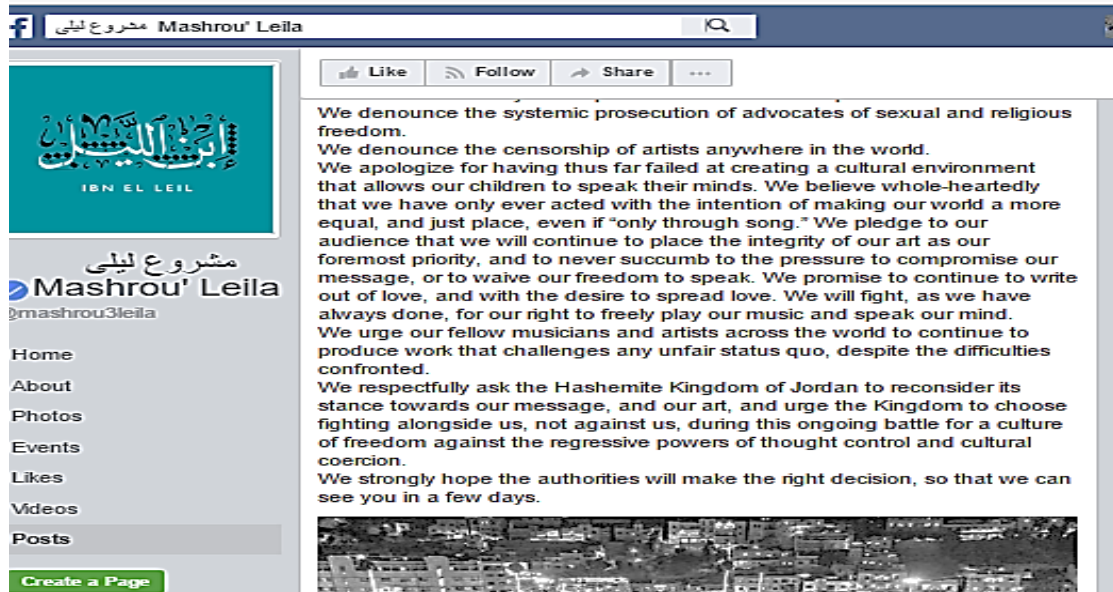 f مشروع ليلى Mashrou' Leila
Like Follow Share ...
إبن الليل
IBN EL LEIL
مشروع ليلى
Mashrou' Leila
@mashrou3leila
Home
About
Photos
Events
Likes
Videos
Posts
Create a Page
We denounce the systemic prosecution of advocates of sexual and religious
freedom.
We denounce the censorship of artists anywhere in the world.
We apologize for having thus far failed at creating a cultural environment
that allows our children to speak their minds. We believe whole-heartedly
that we have only ever acted with the intention of making our world a more
equal, and just place, even if “only through song.” We pledge to our
audience that we will continue to place the integrity of our art as our
foremost priority, and to never succumb to the pressure to compromise our
message, or to waive our freedom to speak. We promise to continue to write
out of love, and with the desire to spread love. We will fight, as we have
always done, for our right to freely play our music and speak our mind.
We urge our fellow musicians and artists across the world to continue to
produce work that challenges any unfair status quo, despite the difficulties
confronted.
We respectfully ask the Hashemite Kingdom of Jordan to reconsider its
stance towards our message, and our art, and urge the Kingdom to choose
fighting alongside us, not against us, during this ongoing battle for a culture
of freedom against the regressive powers of thought control and cultural
coercion.
We strongly hope the authorities will make the right decision, so that we can
see you in a few days.